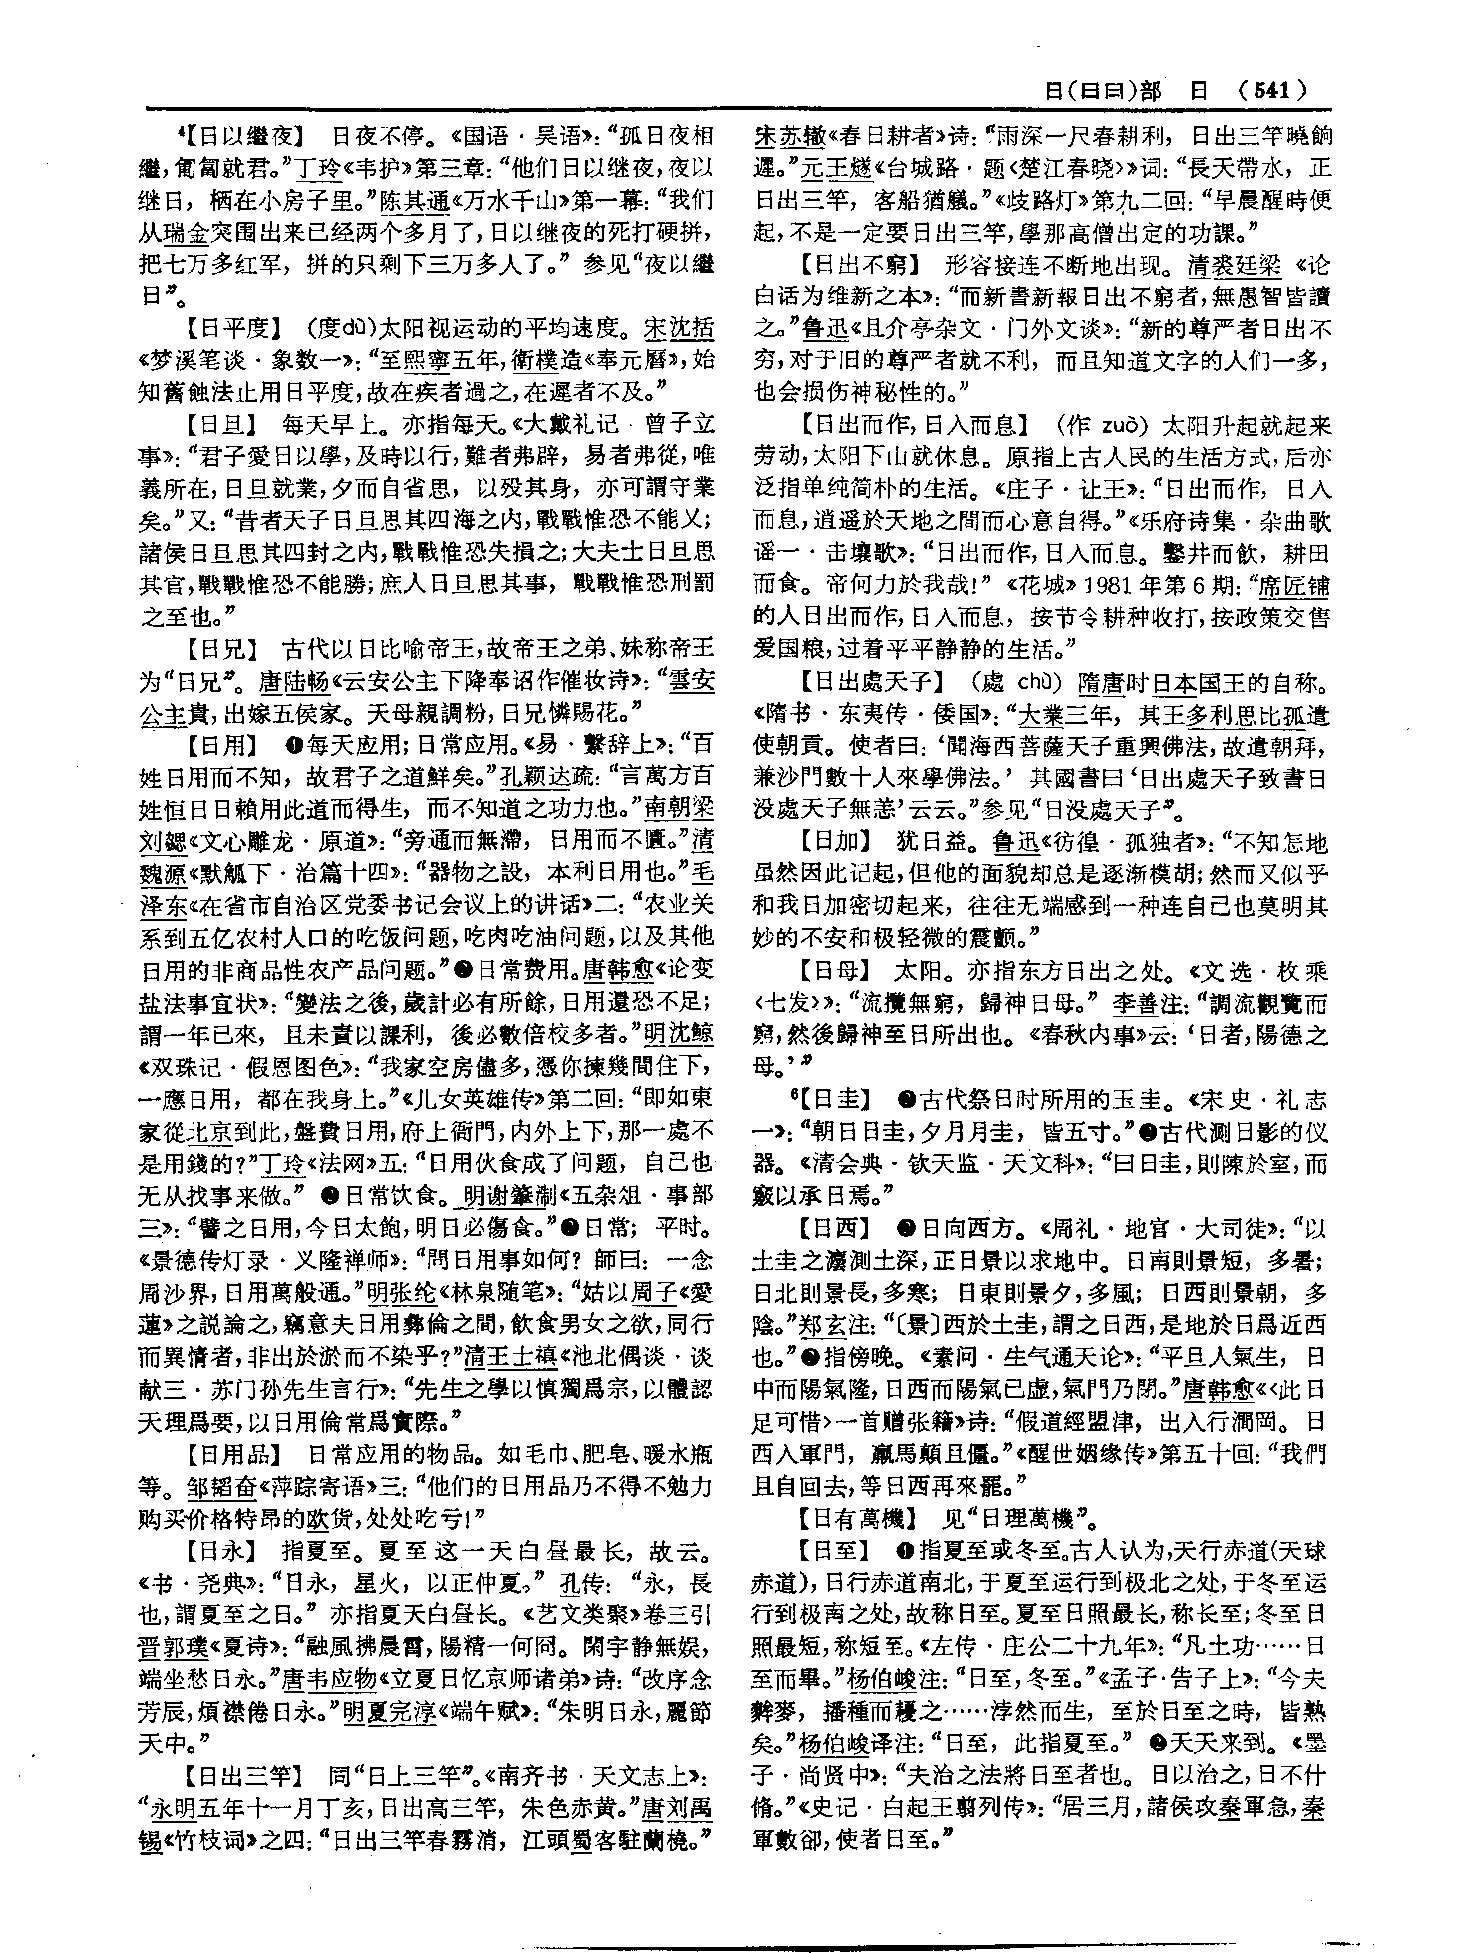 日(曰𫩏)部　日　(541)
⁴【日以繼夜】　日夜不停。《国语·吴语》：“孤日夜相
繼，匍匐就君。”丁玲《韦护》第三章：“他们日以继夜，夜以
继日，栖在小房子里。”陈其通《万水千山》第一幕：“我们
从瑞金突围出来已经两个多月了，日以继夜的死打硬拼，
把七万多红军，拼的只剩下三万多人了。”参见“夜以繼
日”。
【日平度】　(度dù)太阳视运动的平均速度。宋沈括
《梦溪笔谈·象数一》：“至熙寧五年，衛樸造《奉元曆》，始
知舊蝕法止用日平度，故在疾者過之，在遲者不及。”
【日旦】　每天早上。亦指每天。《大戴礼记·曾子立
事》：“君子愛日以學，及時以行，難者弗辟，易者弗從，唯
義所在，日旦就業，夕而自省思，以殁其身，亦可謂守業
矣。”又：“昔者天子日旦思其四海之内，戰戰惟恐不能乂；
諸侯日旦思其四封之内，戰戰惟恐失損之；大夫士日旦思
其官，戰戰惟恐不能勝；庶人日旦思其事，戰戰惟恐刑罰
之至也。”
【日兄】　古代以日比喻帝王，故帝王之弟、妹称帝王
为“日兄”。唐陆畅《云安公主下降奉诏作催妆诗》：“雲安
公主貴，出嫁五侯家。天母親調粉，日兄憐賜花。”
【日用】　❶每天应用；日常应用。《易·繫辞上》：“百
姓日用而不知，故君子之道鮮矣。”孔颖达疏：“言萬方百
姓恒日日賴用此道而得生，而不知道之功力也。”南朝梁
刘勰《文心雕龙·原道》：“旁通而無滯，日用而不匱。”清
魏源《默觚下·治篇十四》：“器物之設，本利日用也。”毛
泽东《在省市自治区党委书记会议上的讲话》二：“农业关
系到五亿农村人口的吃饭问题，吃肉吃油问题，以及其他
日用的非商品性农产品问题。”❷日常费用。唐韩愈《论变
盐法事宜状》：“變法之後，歲計必有所餘，日用還恐不足；
謂一年已來，且未責以課利，後必數倍校多者。”明沈鲸
《双珠记·假恩图色》：“我家空房儘多，憑你揀幾間住下，
一應日用，都在我身上。”《儿女英雄传》第二回：“即如東
家從北京到此，盤費日用，府上衙門，内外上下，那一處不
是用錢的？”丁玲《法网》五：“日用伙食成了问题，自己也
无从找事来做。”❸日常饮食。明谢肇淛《五杂俎·事部
三》：“譬之日用，今日太飽，明日必傷食。”❹日常；平时。
《景德传灯录·义隆禅师》：“問日用事如何？師曰：一念
周沙界，日用萬般通。”明张纶《林泉随笔》：“姑以周子《愛
蓮》之説論之，竊意夫日用彝倫之間，飲食男女之欲，同行
而異情者，非出於淤而不染乎？”清王士禛《池北偶谈·谈
献三·苏门孙先生言行》：“先生之學以慎獨爲宗，以體認
天理爲要，以日用倫常爲實際。”
【日用品】　日常应用的物品。如毛巾、肥皂、暖水瓶
等。邹韬奋《萍踪寄语》三：“他们的日用品乃不得不勉力
购买价格特昂的欧货，处处吃亏！”
【日永】　指夏至。夏至这一天白昼最长，故云。
《书·尧典》：“日永，星火，以正仲夏。”孔传：“永，長
也，謂夏至之日。”亦指夏天白昼长。《艺文类聚》卷三引
晋郭璞《夏诗》：“融風拂晨霄，陽精一何冏。閑宇静無娱，
端坐愁日永。”唐韦应物《立夏日忆京师诸弟》诗：“改序念
芳辰，煩襟倦日永。”明夏完淳《端午赋》：“朱明日永，麗節
天中。”
【日出三竿】　同“日上三竿”。《南齐书·天文志上》：
“永明五年十一月丁亥，日出高三竿，朱色赤黄。”唐刘禹
锡《竹枝词》之四：“日出三竿春霧消，江頭蜀客駐蘭橈。”
宋苏辙《春日耕者》诗：“雨深一尺春耕利，日出三竿曉餉
遲。”元王燧《台城路·题〈楚江春晓〉》词：“長天帶水，正
日出三竿，客船猶艤。”《歧路灯》第九二回：“早晨醒時便
起，不是一定要日出三竿，學那高僧出定的功課。”
【日出不窮】　形容接连不断地出现。清裘廷梁《论
白话为维新之本》：“而新書新報日出不窮者，無愚智皆讀
之。”鲁迅《且介亭杂文·门外文谈》：“新的尊严者日出不
穷，对于旧的尊严者就不利，而且知道文字的人们一多，
也会损伤神秘性的。”
【日出而作，日入而息】　(作 zuò) 太阳升起就起来
劳动，太阳下山就休息。原指上古人民的生活方式，后亦
泛指单纯简朴的生活。《庄子·让王》：“日出而作，日入
而息，逍遥於天地之間而心意自得。”《乐府诗集·杂曲歌
谣一·击壤歌》：“日出而作，日入而息。鑿井而飲，耕田
而食。帝何力於我哉！”《花城》1981年第6期：“席匠铺
的人日出而作，日入而息，按节令耕种收打，按政策交售
爱国粮，过着平平静静的生活。”
【日出處天子】　(處 chù) 隋唐时日本国王的自称。
《隋书·东夷传·倭国》：“大業三年，其王多利思比孤遣
使朝貢。使者曰：‘聞海西菩薩天子重興佛法，故遣朝拜，
兼沙門數十人來學佛法。’其國書曰‘日出處天子致書日
没處天子無恙’云云。”参见“日没處天子”。
【日加】　犹日益。鲁迅《彷徨·孤独者》：“不知怎地
虽然因此记起，但他的面貌却总是逐渐模胡；然而又似乎
和我日加密切起来，往往无端感到一种连自己也莫明其
妙的不安和极轻微的震颤。”
【日母】　太阳。亦指东方日出之处。《文选·枚乘
〈七发〉》：“流攬無窮，歸神日母。”李善注：“調流觀覽而
窮，然後歸神至日所出也。《春秋内事》云：‘日者，陽德之
母。’”
⁶【日圭】　❶古代祭日时所用的玉圭。《宋史·礼志
一》：“朝日日圭，夕月月圭，皆五寸。”❷古代测日影的仪
器。《清会典·钦天监·天文科》：“曰日圭，則陳於室，而
竅以承日焉。”
【日西】　❶日向西方。《周礼·地官·大司徒》：“以
土圭之灋測土深，正日景以求地中。日南則景短，多暑；
日北則景長，多寒；日東則景夕，多風；日西則景朝，多
陰。”郑玄注：“〔景〕西於土圭，謂之日西，是地於日爲近西
也。”❷指傍晚。《素问·生气通天论》：“平旦人氣生，日
中而陽氣隆，日西而陽氣已虚，氣門乃閉。”唐韩愈《〈此日
足可惜〉一首赠张籍》诗：“假道經盟津，出入行澗岡。日
西入軍門，羸馬顛且僵。”《醒世姻缘传》第五十回：“我們
且自回去，等日西再來罷。”
【日有萬機】　见“日理萬機”。
【日至】　❶指夏至或冬至。古人认为，天行赤道(天球
赤道)，日行赤道南北，于夏至运行到极北之处，于冬至运
行到极南之处，故称日至。夏至日照最长，称长至；冬至日
照最短，称短至。《左传·庄公二十九年》：“凡土功……日
至而畢。”杨伯峻注：“日至，冬至。”《孟子·告子上》：“今夫
麰麥，播種而耰之……浡然而生，至於日至之時，皆熟
矣。”杨伯峻译注：“日至，此指夏至。”❷天天来到。《墨
子·尚贤中》：“夫治之法將日至者也。日以治之，日不什
脩。”《史记·白起王翦列传》：“居三月，諸侯攻秦軍急，秦
軍數卻，使者日至。”